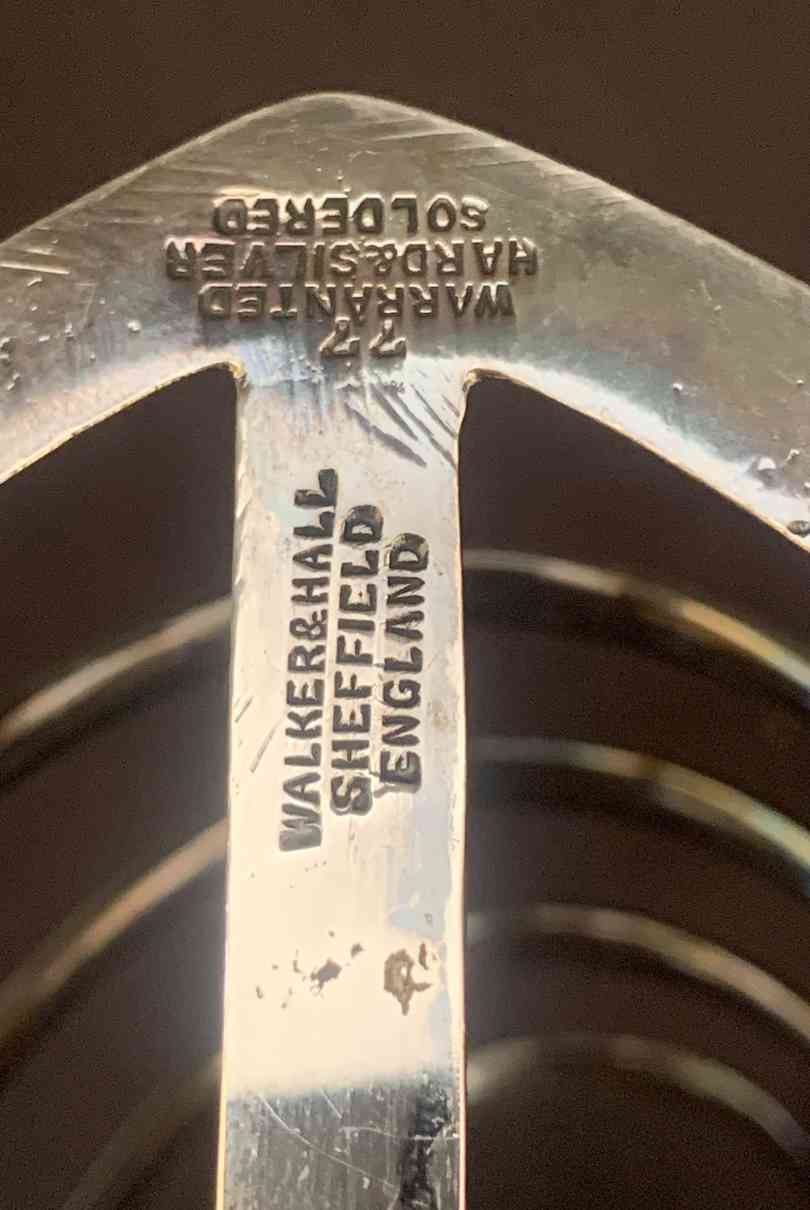 77
WARRANTED
HARD&SILVER
SOLDERED
WALKER&HALL
SHEFFIELD
ENGLAND